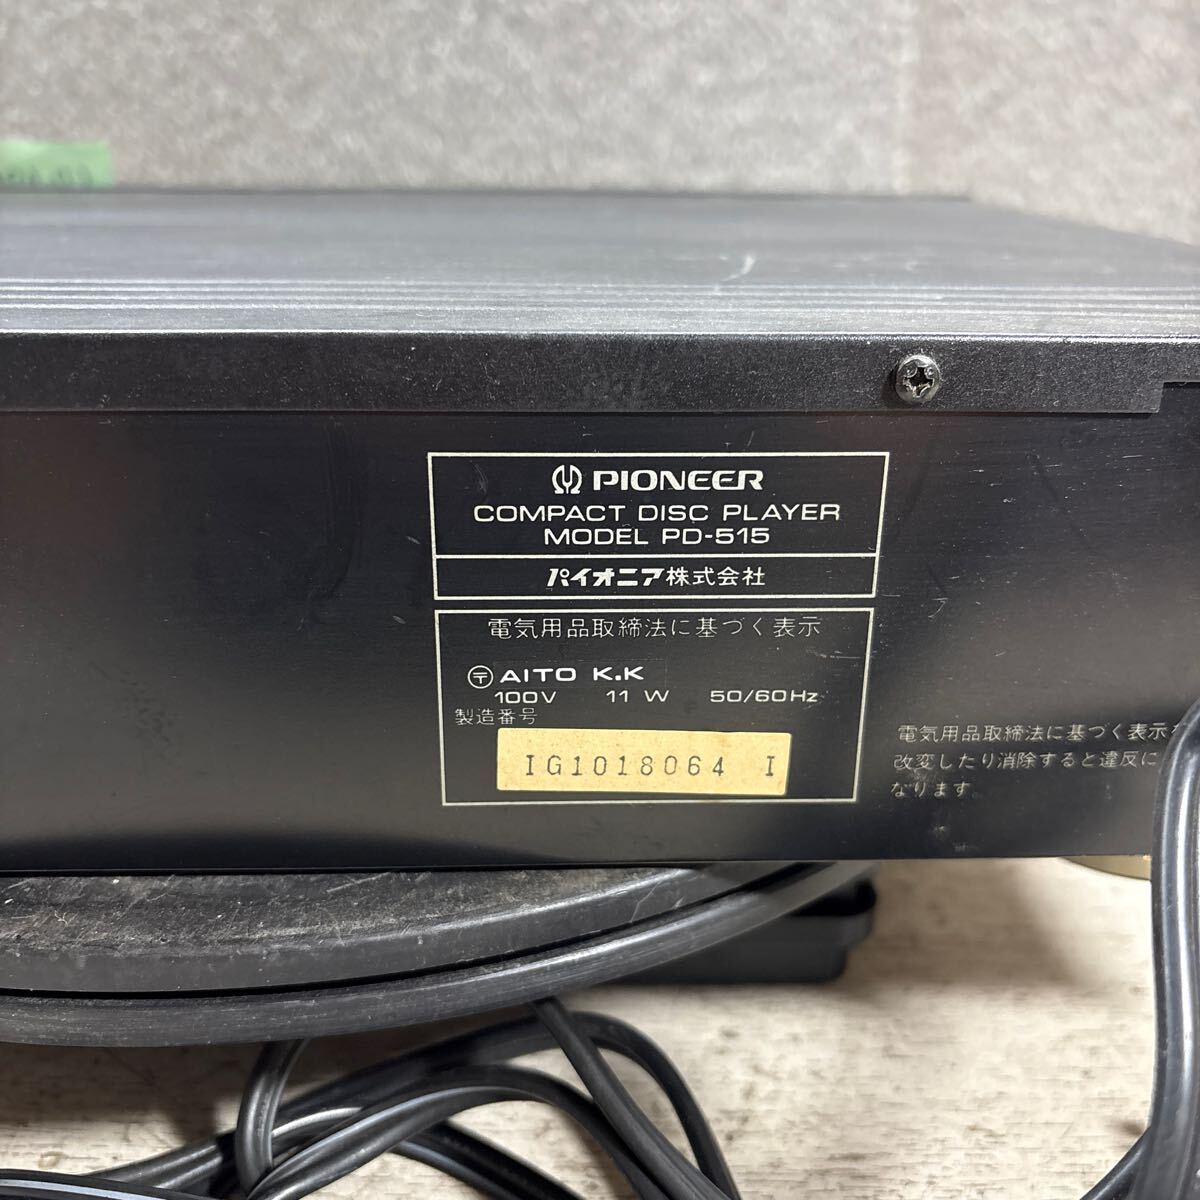 PIONEER
COMPACT DISC PLAYER
MODEL PD-515
パイオニア株式会社
電気用品取締法に基づく表示
〒 AITO K.K
100V 11 W 50/60Hz
製造番号
IG1018064 I
電気用品取締法に基づく表示を
改変したり消除すると違反に
なります。